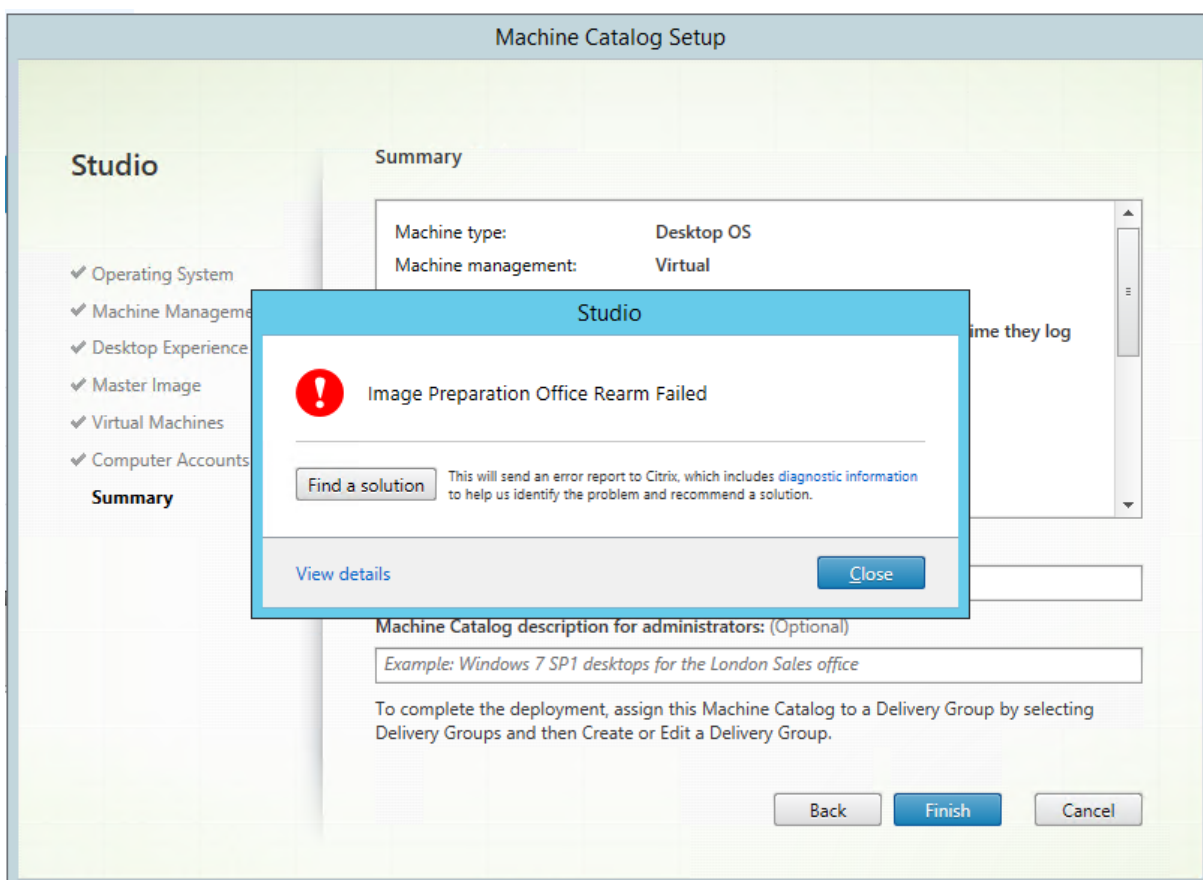 Machine Catalog Setup
Studio
Operating System
Machine Manageme
Desktop Experience
Master Image
Virtual Machines
Computer Accounts
Summary
Summary
Machine type: Desktop OS
Machine management: Virtual
ime they log
Studio
Image Preparation Office Rearm Failed
Find a solution
This will send an error report to Citrix, which includes diagnostic information
to help us identify the problem and recommend a solution.
View details
Close
Machine Catalog description for administrators: (Optional)
Example: Windows 7 SP1 desktops for the London Sales office
To complete the deployment, assign this Machine Catalog to a Delivery Group by selecting
Delivery Groups and then Create or Edit a Delivery Group.
Back
Finish
Cancel